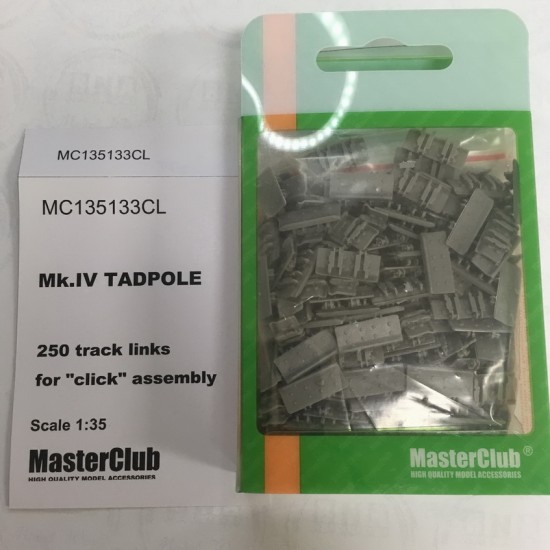 MC135133CL
MC135133CL
Mk.IV TADPOLE
250 track links
for "click" assembly
Scale 1:35
MasterClub
HIGH QUALITY MODEL ACCESSORIES
MasterClub®
HIGH QUALITY MODEL ACCESSORIES